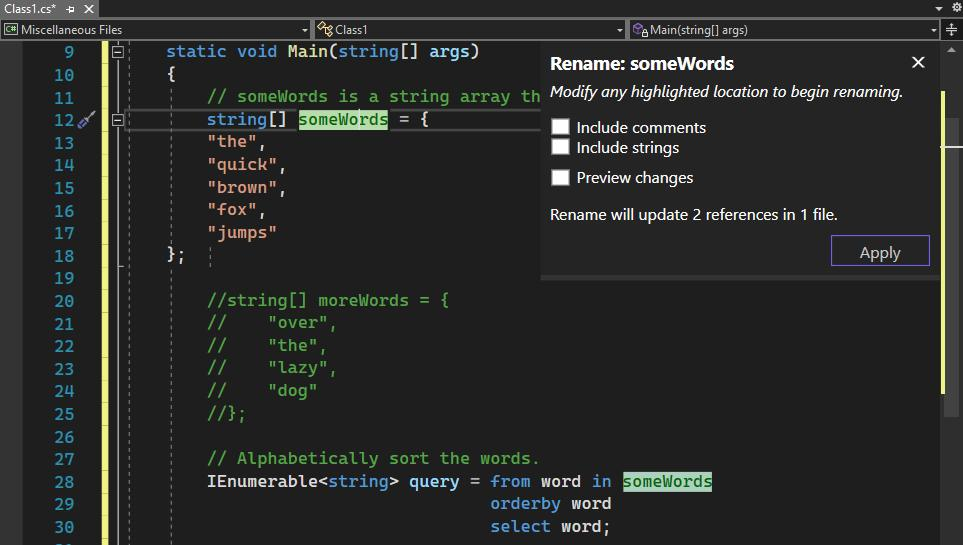 Class1.cs*
C# Miscellaneous Files
Class1
Main(string[] args)
9 static void Main(string[] args)
10 {
11 // someWords is a string array th
12 string[] someWords = {
13 "the",
14 "quick",
15 "brown",
16 "fox",
17 "jumps"
18 };
19
20 //string[] moreWords = {
21 //    "over",
22 //    "the",
23 //    "lazy",
24 //    "dog"
25 //};
26
27 // Alphabetically sort the words.
28 IEnumerable<string> query = from word in someWords
29 orderby word
30 select word;
Rename: someWords
Modify any highlighted location to begin renaming.
Include comments
Include strings
Preview changes
Rename will update 2 references in 1 file.
Apply